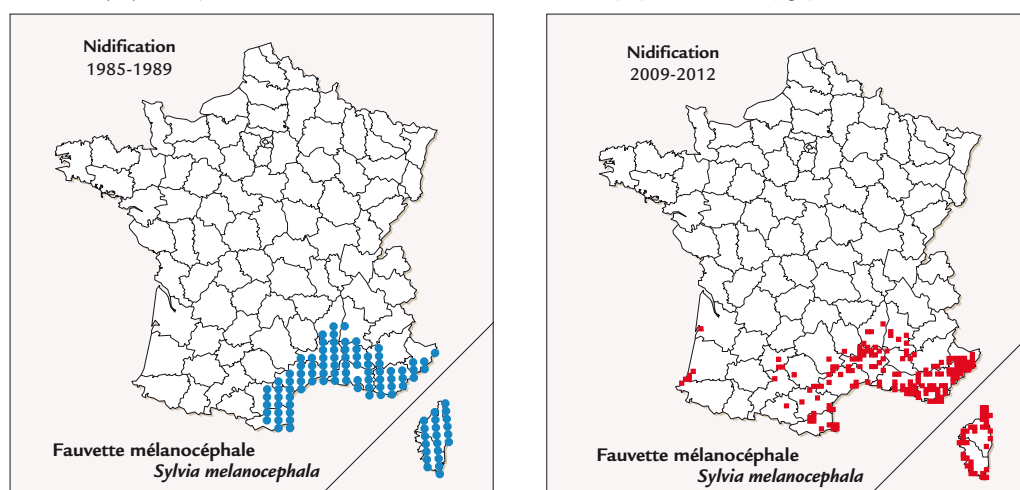 Nidification
1985-1989
Fauvette mélanocéphale
Sylvia melanocephala
Nidification
2009-2012
Fauvette mélanocéphale
Sylvia melanocephala